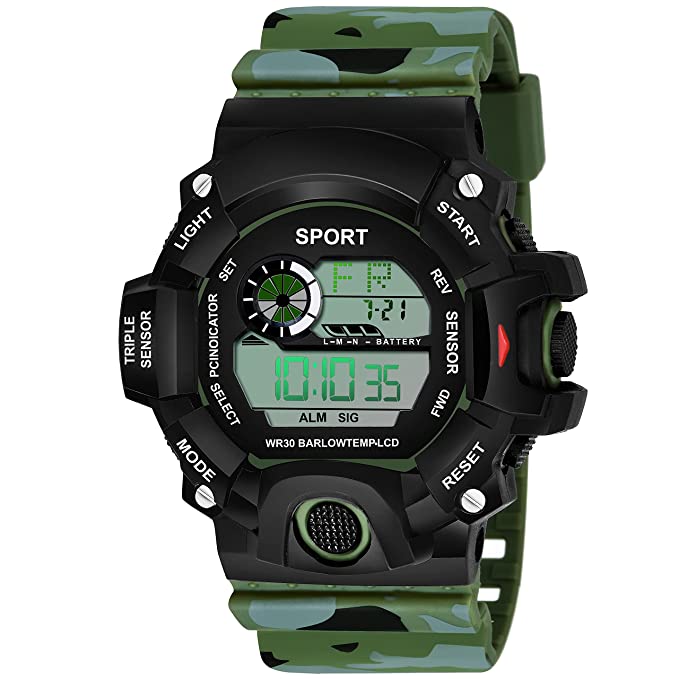 LIGHT
START
SPORT
SET
REV
FR
7-21
TRIPLE
SENSOR
PCINOICATOR
SENSOR
L-M-N-BATTERY
10:10 35
SELECT
FWD
ALM SIG
MODE
WR30 BARLOWTEMP-LCD
RESET